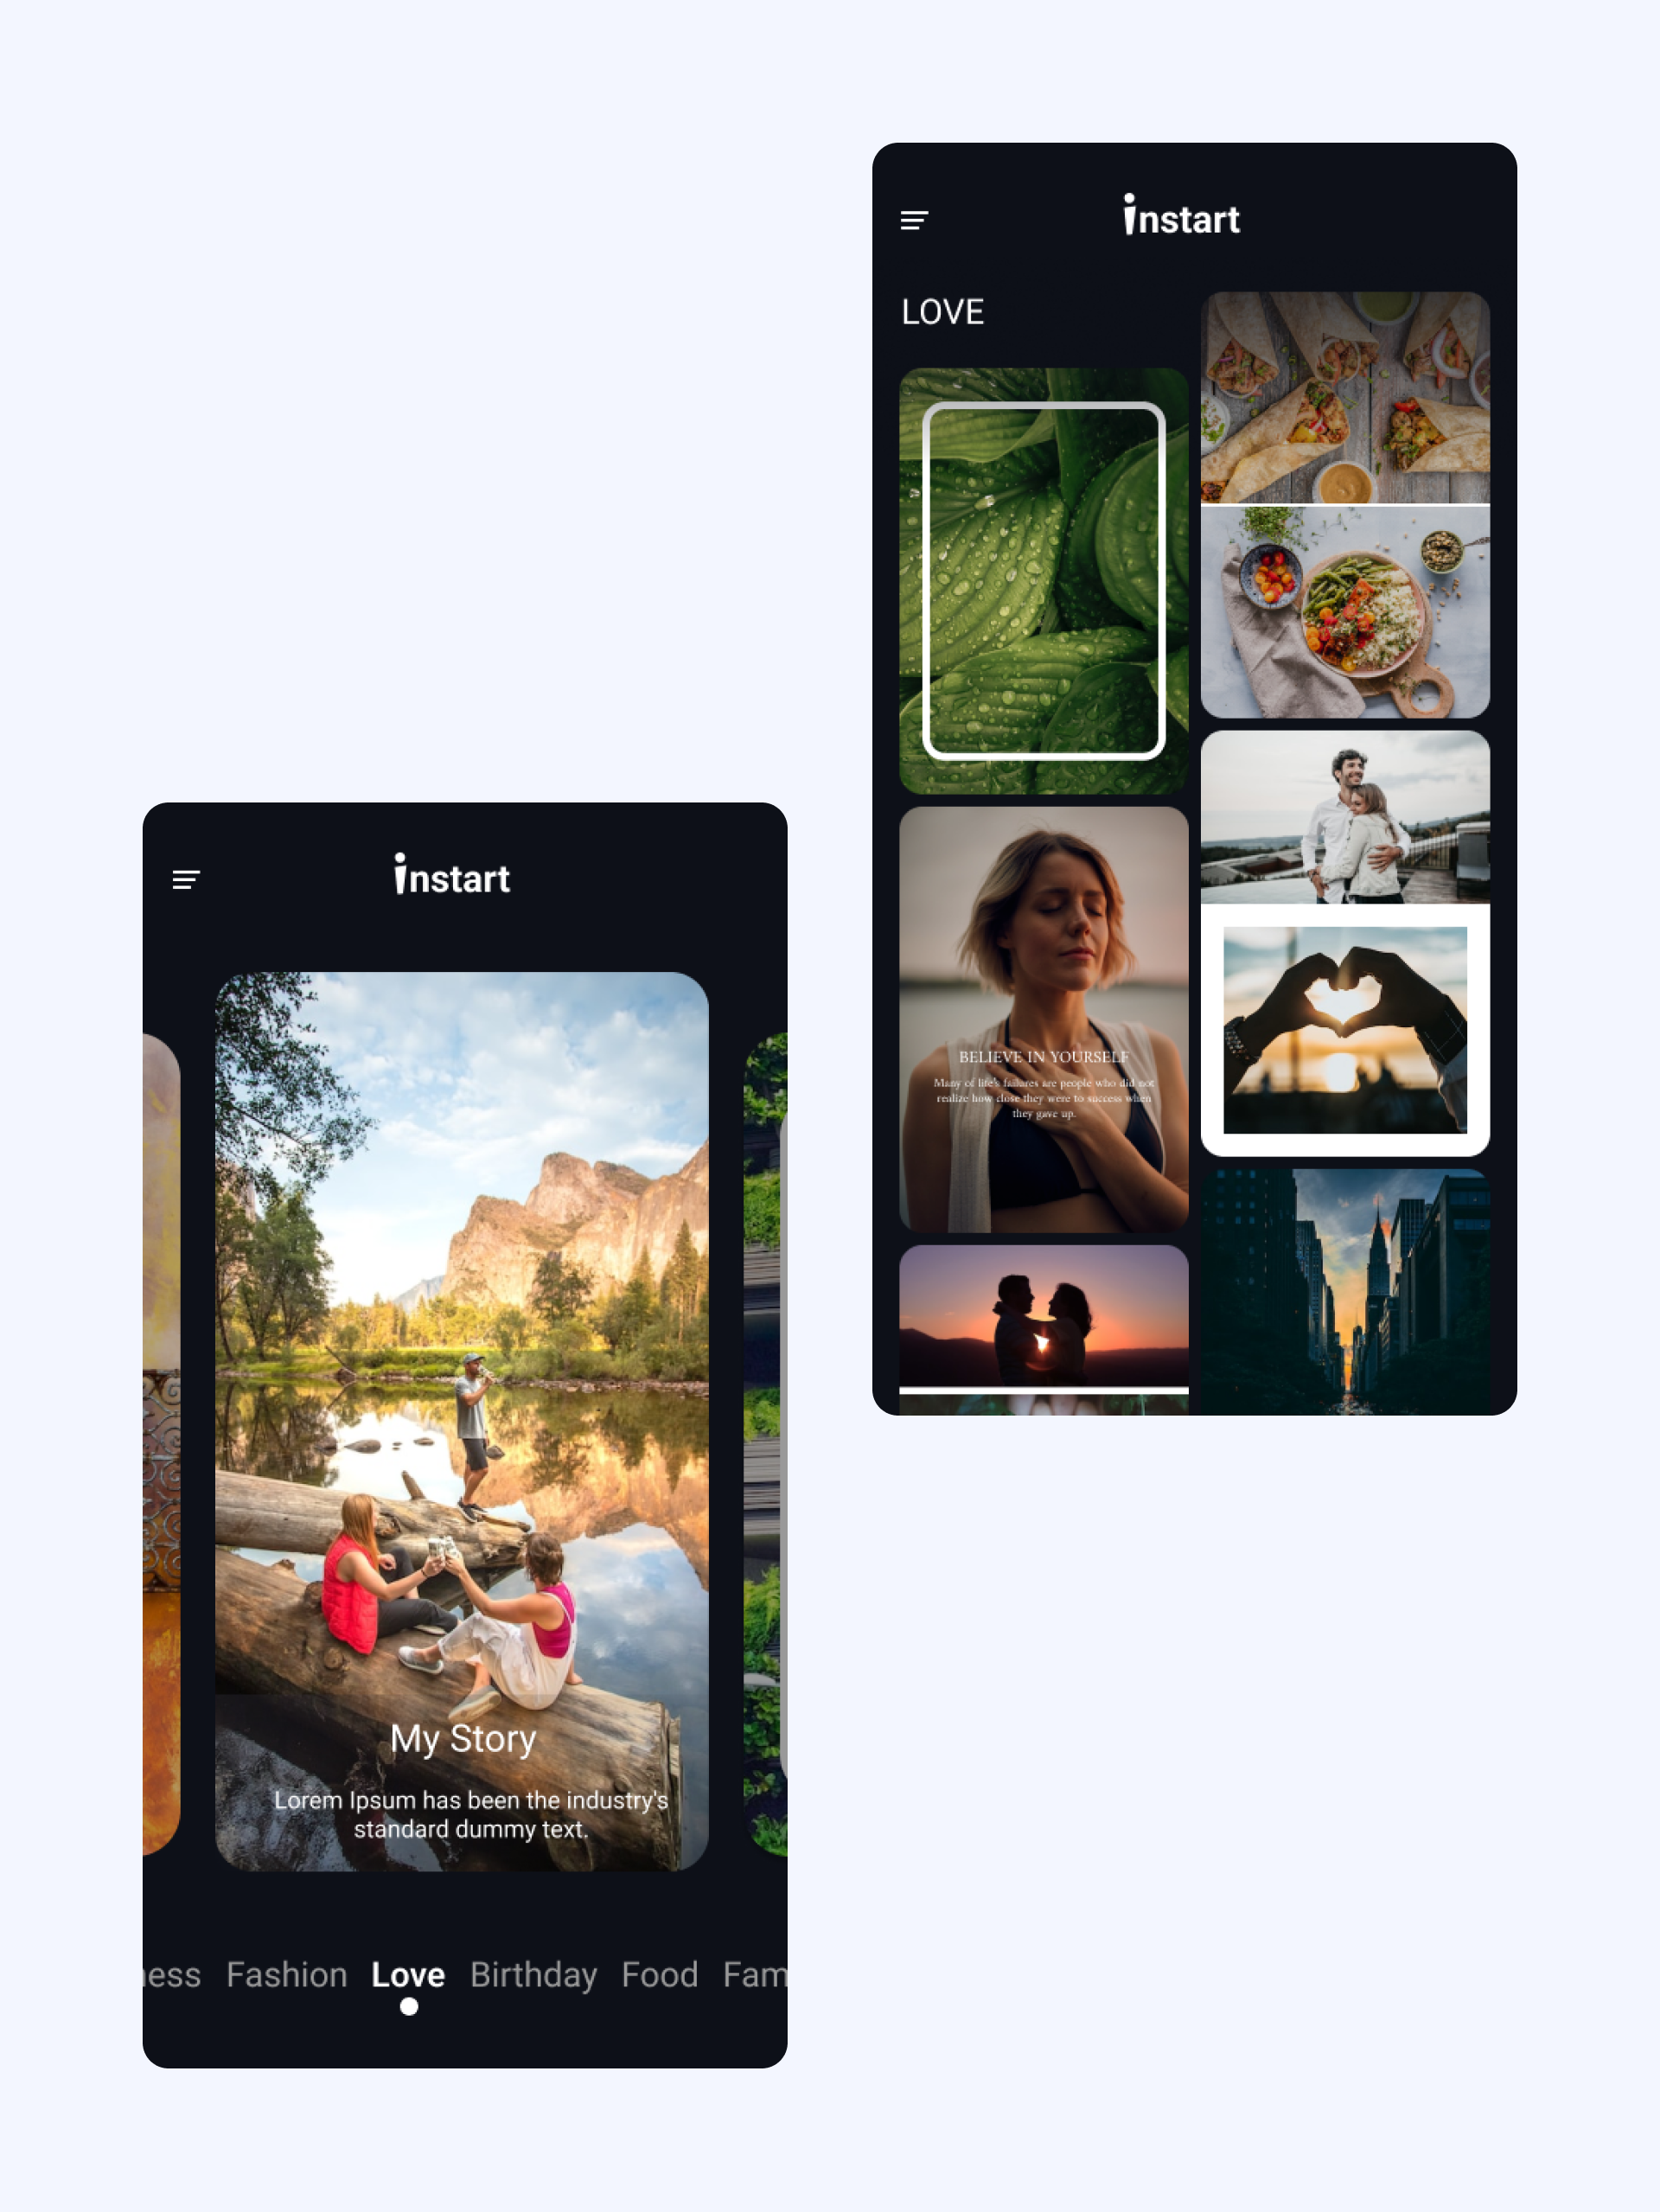 instart
LOVE
BELIEVE IN YOURSELF
Many of life's failures are people who did not
realize how close they were to success when
they gave up.
instart
My Story
Lorem Ipsum has been the industry's
standard dummy text.
Fashion Love Birthday Food